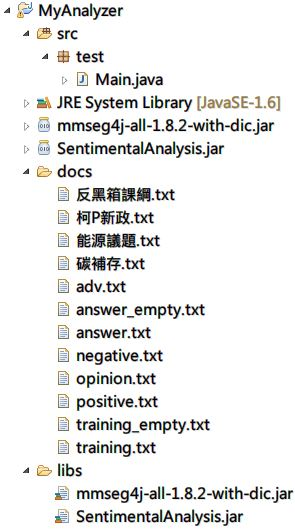 MyAnalyzer
src
test
Main.java
JRE System Library [JavaSE-1.6]
mmseg4j-all-1.8.2-with-dic.jar
SentimentalAnalysis.jar
docs
反黑箱課綱.txt
柯P新政.txt
能源議題.txt
碳補存.txt
adv.txt
answer_empty.txt
answer.txt
negative.txt
opinion.txt
positive.txt
training_empty.txt
training.txt
libs
mmseg4j-all-1.8.2-with-dic.jar
SentimentalAnalysis.jar